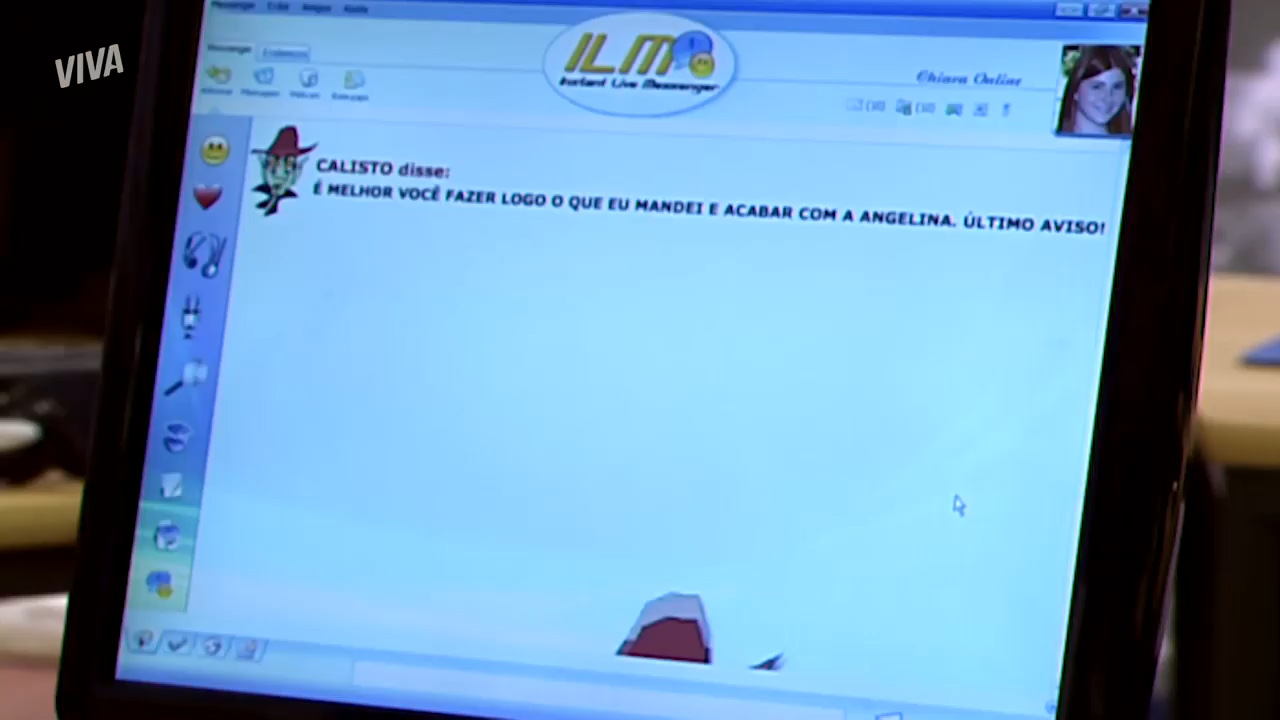 VIVA
ILM
Instant Live Messenger
Chiara Online
CALISTO disse:
É MELHOR VOCÊ FAZER LOGO O QUE EU MANDEI E ACABAR COM A ANGELINA. ÚLTIMO AVISO!